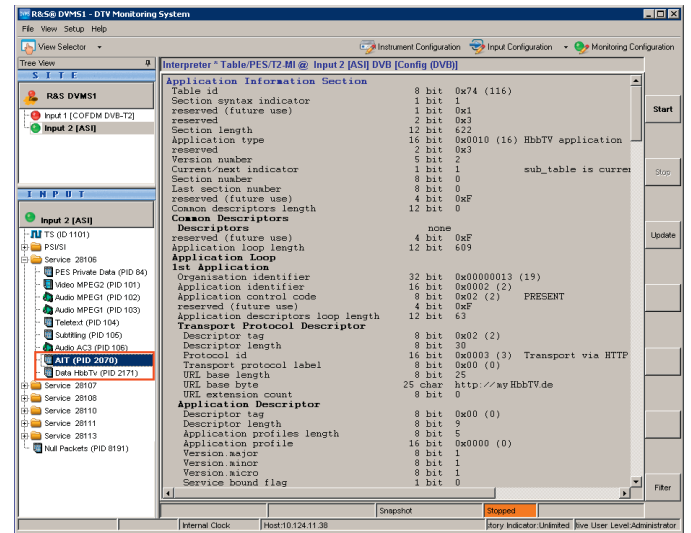 R&S® DVMS1 - DTV Monitoring System
File View Setup Help
View Selector
Instrument Configuration
Input Configuration
Monitoring Configuration
Tree View
SITE
R&S DVMS1
Input 1 [COFDM DVB-T2]
Input 2 [ASI]
INPUT
Input 2 [ASI]
TS (ID 1101)
PSI/SI
Service 28106
PES Private Data (PID 84)
Video MPEG2 (PID 101)
Audio MPEG1 (PID 102)
Audio MPEG1 (PID 103)
Teletext (PID 104)
Subtitling (PID 105)
Audio AC3 (PID 106)
AIT (PID 2070)
Data HbbTv (PID 2171)
Service 28107
Service 28108
Service 28110
Service 28111
Service 28113
Null Packets (PID 8191)
Interpreter * Table/PES/T2-MI @ Input 2 [ASI] DVB [Config (DVB)]
Application Information Section
Table id 8 bit 0x74 (116)
Section syntax indicator 1 bit 1
reserved (future use) 1 bit 0x1
reserved 2 bit 0x3
Section length 12 bit 622
Application type 16 bit 0x0010 (16) HbbTV application
reserved 2 bit 0x3
Version number 5 bit 2
Current/next indicator 1 bit 1 sub_table is curren
Section number 8 bit 0
Last section number 8 bit 0
reserved (future use) 4 bit 0xF
Common descriptors length 12 bit 0
Common Descriptors
Descriptors none
reserved (future use) 4 bit 0xF
Application loop length 12 bit 609
Application Loop
1st Application
Organisation identifier 32 bit 0x00000013 (19)
Application identifier 16 bit 0x0002 (2)
Application control code 8 bit 0x02 (2) PRESENT
reserved (future use) 4 bit 0xF
Application descriptors loop length 12 bit 63
Transport Protocol Descriptor
Descriptor tag 8 bit 0x02 (2)
Descriptor length 8 bit 30
Protocol id 16 bit 0x0003 (3) Transport via HTTP
Transport protocol label 8 bit 0x00 (0)
URL base length 8 bit 25
URL base byte 25 char http://my HbbTV.de
URL extension count 8 bit 0
Application Descriptor
Descriptor tag 8 bit 0x00 (0)
Descriptor length 8 bit 9
Application profiles length 8 bit 5
Application profile 16 bit 0x0000 (0)
Version.major 8 bit 1
Version.minor 8 bit 1
Version.micro 8 bit 1
Service bound flag 1 bit 0
Start
Stop
Update
Filter
Snapshot
Stopped
Internal Clock
Host:10.124.11.38
tory Indicator:Unlimited
tive User Level:Administrator